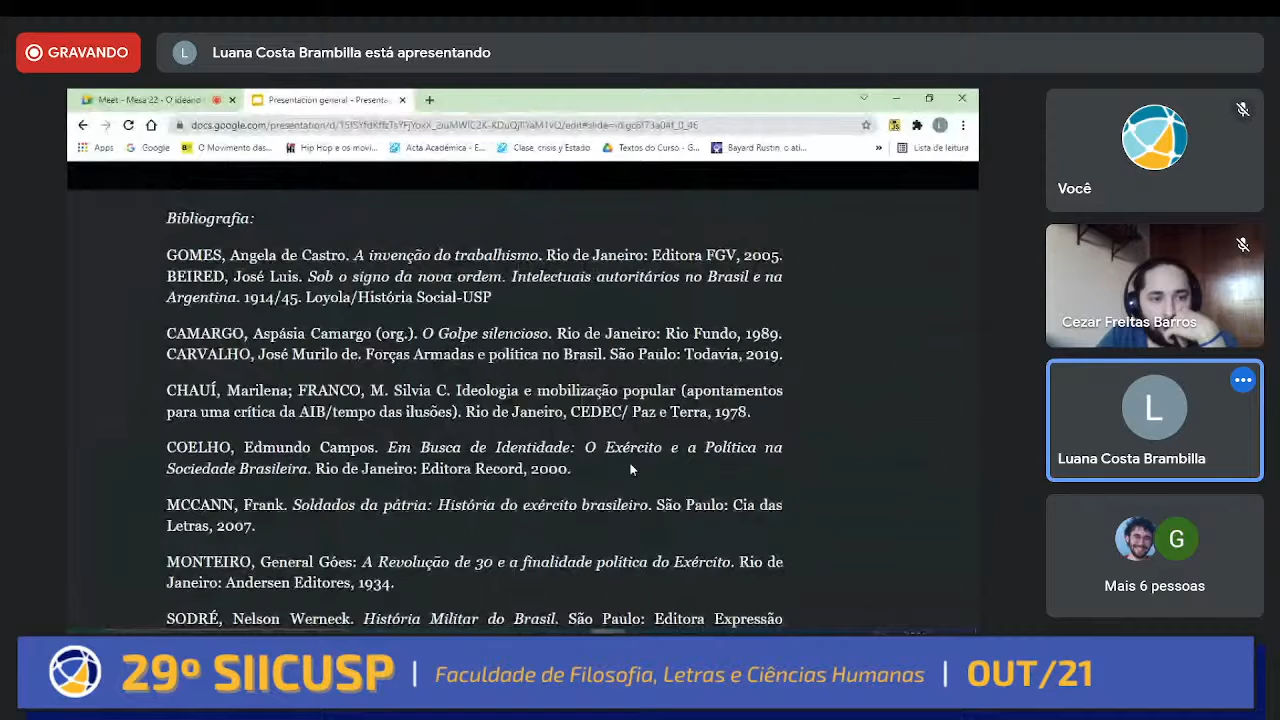 GRAVANDO
L Luana Costa Brambilla está apresentando
Meet - Mesa 22 - O ideário
Presentación general - Presenta
Apps
Google
O Movimento das...
Hip Hop e os movi...
Acta Académica - E...
Clase, crisis y Estado
Textos do Curso - G...
Bayard Rustin, o ati...
»
Lista de leitura
Bibliografia:
GOMES, Angela de Castro. A invenção do trabalhismo. Rio de Janeiro: Editora FGV, 2005.
BEIRED, José Luis. Sob o signo da nova ordem. Intelectuais autoritários no Brasil e na
Argentina. 1914/45. Loyola/História Social-USP
CAMARGO, Aspásia Camargo (org.). O Golpe silencioso. Rio de Janeiro: Rio Fundo, 1989.
CARVALHO, José Murilo de. Forças Armadas e política no Brasil. São Paulo: Todavia, 2019.
CHAUÍ, Marilena; FRANCO, M. Silvia C. Ideologia e mobilização popular (apontamentos
para uma crítica da AIB/tempo das ilusões). Rio de Janeiro, CEDEC/ Paz e Terra, 1978.
COELHO, Edmundo Campos. Em Busca de Identidade: O Exército e a Política na
Sociedade Brasileira. Rio de Janeiro: Editora Record, 2000.
MCCANN, Frank. Soldados da pátria: História do exército brasileiro. São Paulo: Cia das
Letras, 2007.
MONTEIRO, General Góes: A Revolução de 30 e a finalidade política do Exército. Rio de
Janeiro: Andersen Editores, 1934.
SODRÉ, Nelson Werneck. História Militar do Brasil. São Paulo: Editora Expressão
Você
Cezar Freitas Barros
L
Luana Costa Brambilla
G
Mais 6 pessoas
29º SIICUSP | Faculdade de Filosofia, Letras e Ciências Humanas | OUT/21